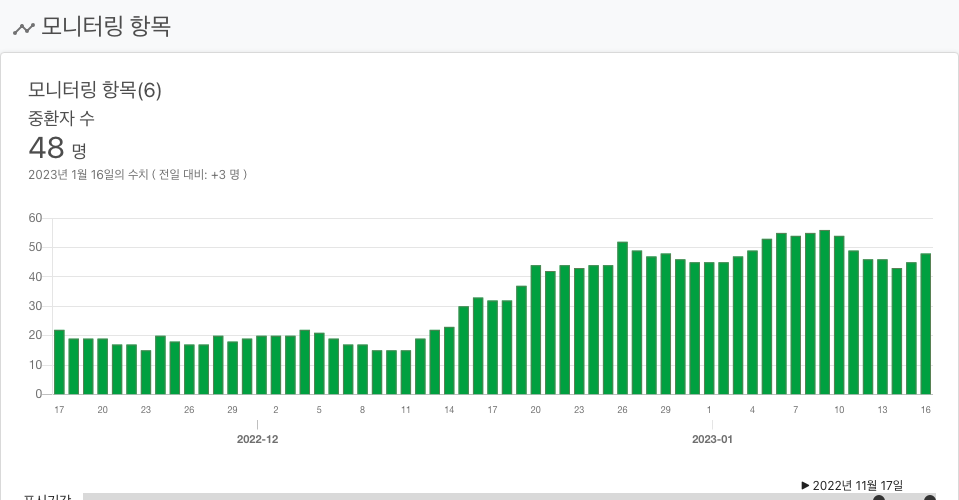 모니터링 항목
모니터링 항목(6)
중환자 수
48 명
2023년 1월 16일의 수치 ( 전일 대비: +3 명 )
60
50
40
30
20
10
0
17 20 23 26 29 2 5 8 11 14 17 20 23 26 29 1 4 7 10 13 16
2022-12 2023-01
▶ 2022년 11월 17일
표시기간